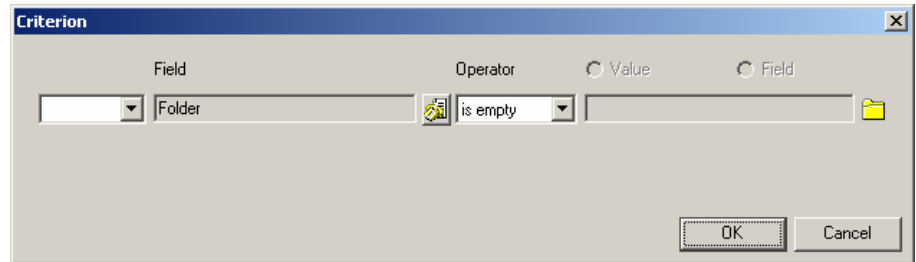 Criterion
Field Operator Value Field
Folder is empty
OK Cancel